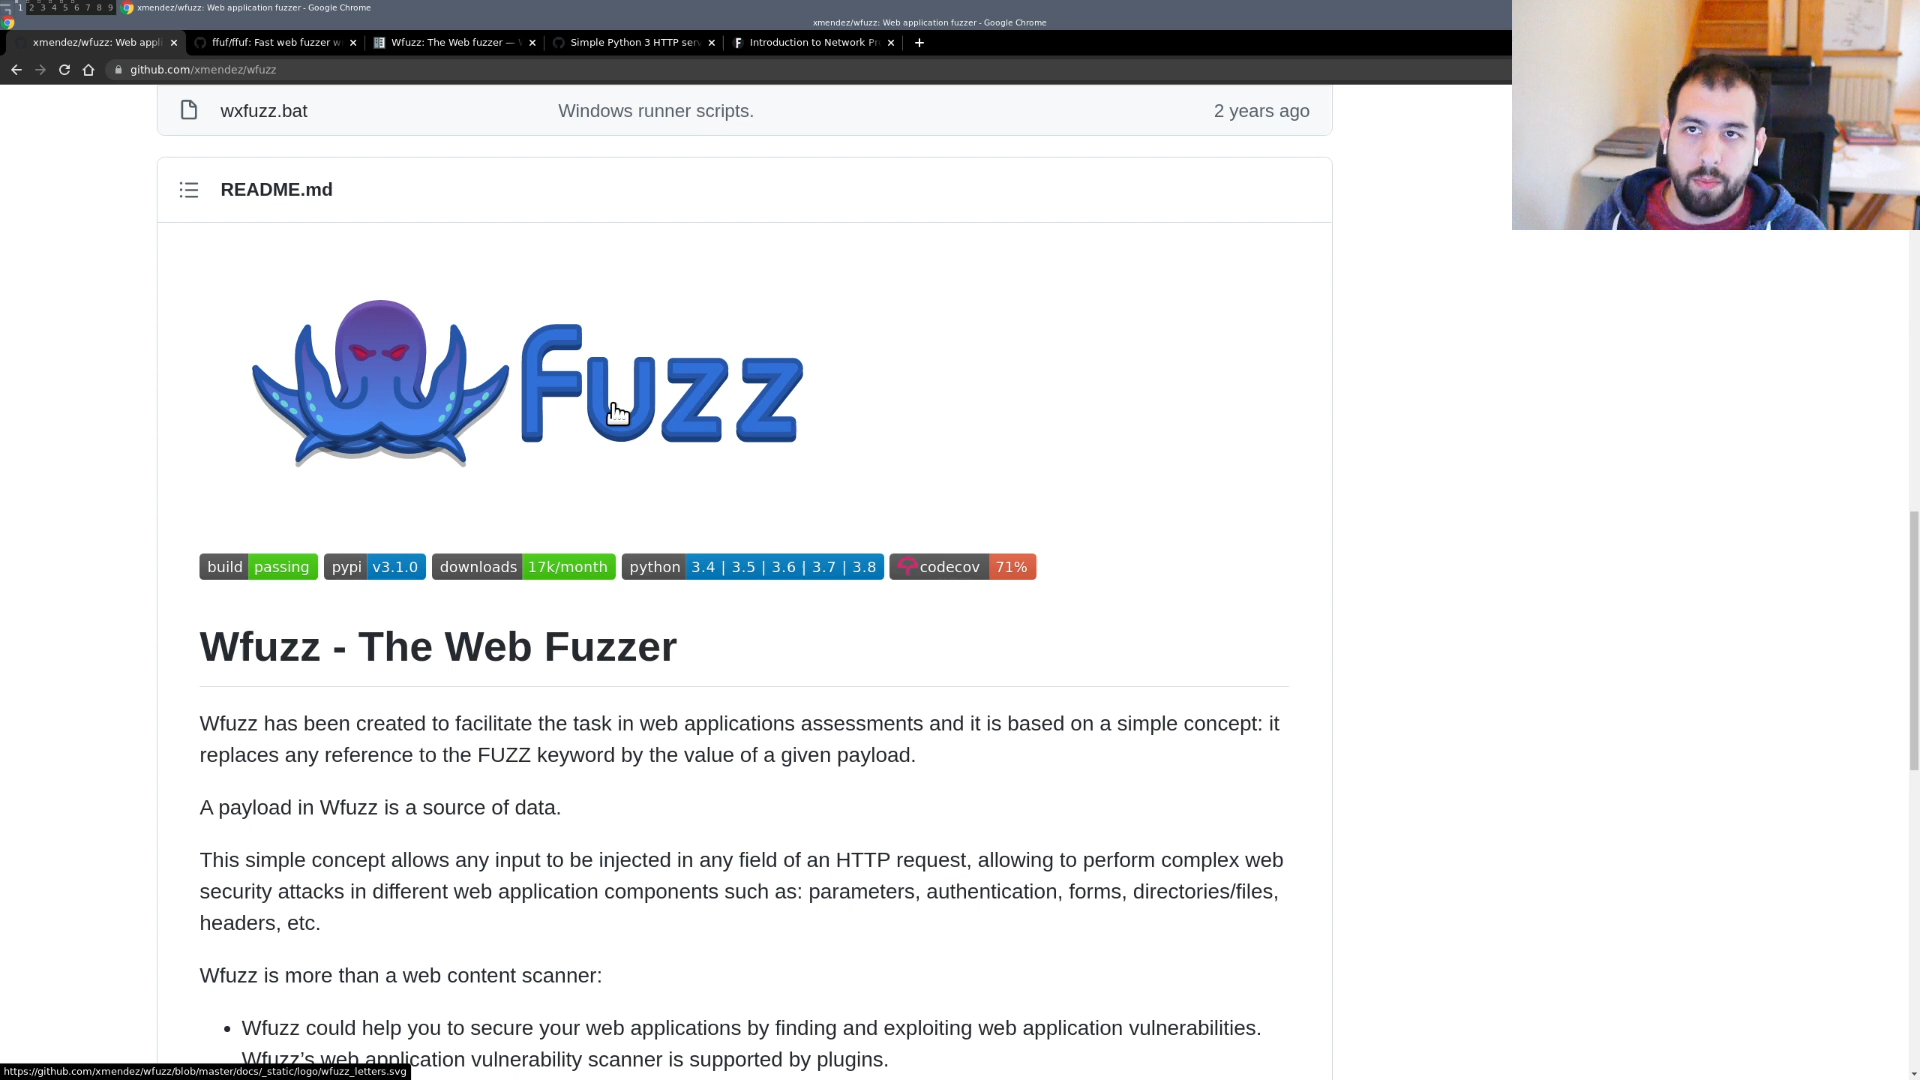 1 2 3 4 5 6 7 8 9 xmendez/wfuzz: Web application fuzzer - Google Chrome
xmendez/wfuzz: Web application fuzzer - Google Chrome
xmendez/wfuzz: Web appli
ffuf/ffuf: Fast web fuzzer w
Wfuzz: The Web fuzzer —
Simple Python 3 HTTP ser
Introduction to Network Pr
github.com/xmendez/wfuzz
wxfuzz.bat Windows runner scripts. 2 years ago
README.md
Fuzz
build passing pypi v3.1.0 downloads 17k/month python 3.4 | 3.5 | 3.6 | 3.7 | 3.8 codecov 71%
Wfuzz - The Web Fuzzer
Wfuzz has been created to facilitate the task in web applications assessments and it is based on a simple concept: it
replaces any reference to the FUZZ keyword by the value of a given payload.
A payload in Wfuzz is a source of data.
This simple concept allows any input to be injected in any field of an HTTP request, allowing to perform complex web
security attacks in different web application components such as: parameters, authentication, forms, directories/files,
headers, etc.
Wfuzz is more than a web content scanner:
• Wfuzz could help you to secure your web applications by finding and exploiting web application vulnerabilities.
Wfuzz’s web application vulnerability scanner is supported by plugins.
https://github.com/xmendez/wfuzz/blob/master/docs/_static/logo/wfuzz_letters.svg